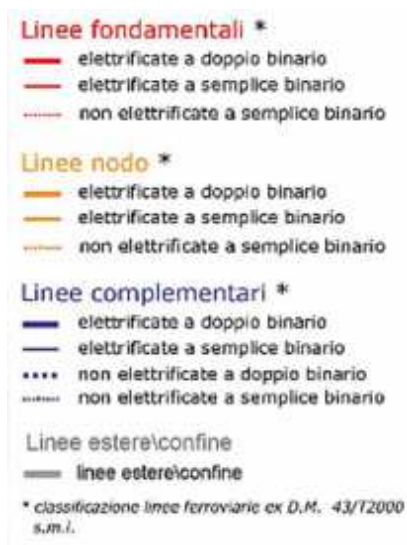 Linee fondamentali *
elettrificate a doppio binario
elettrificate a semplice binario
non elettrificate a semplice binario
Linee nodo *
elettrificate a doppio binario
elettrificate a semplice binario
non elettrificate a semplice binario
Linee complementari *
elettrificate a doppio binario
elettrificate a semplice binario
non elettrificate a doppio binario
non elettrificate a semplice binario
Linee estere\confine
linee estere\confine
* classificazione linee ferroviarie ex D.M. 43/T2000
s.m.i.